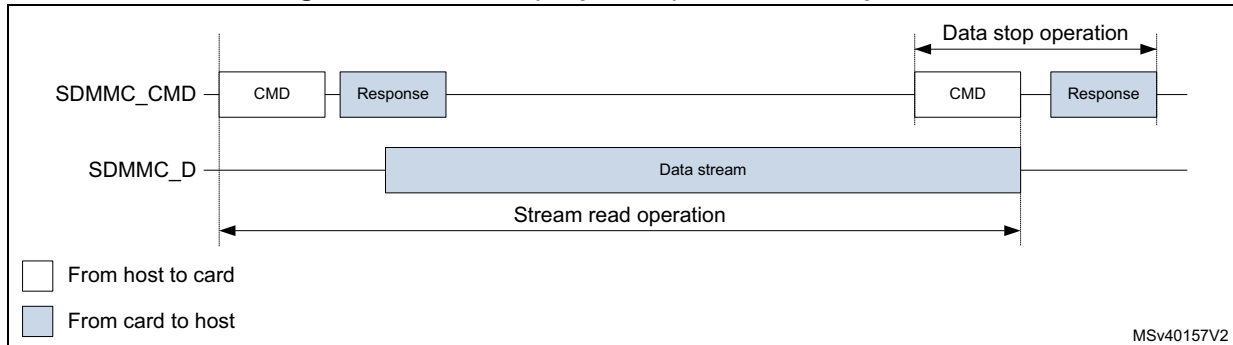 Data stop operation
SDMMC_CMD CMD Response CMD Response
SDMMC_D Data stream
Stream read operation
From host to card
From card to host
MSv40157V2